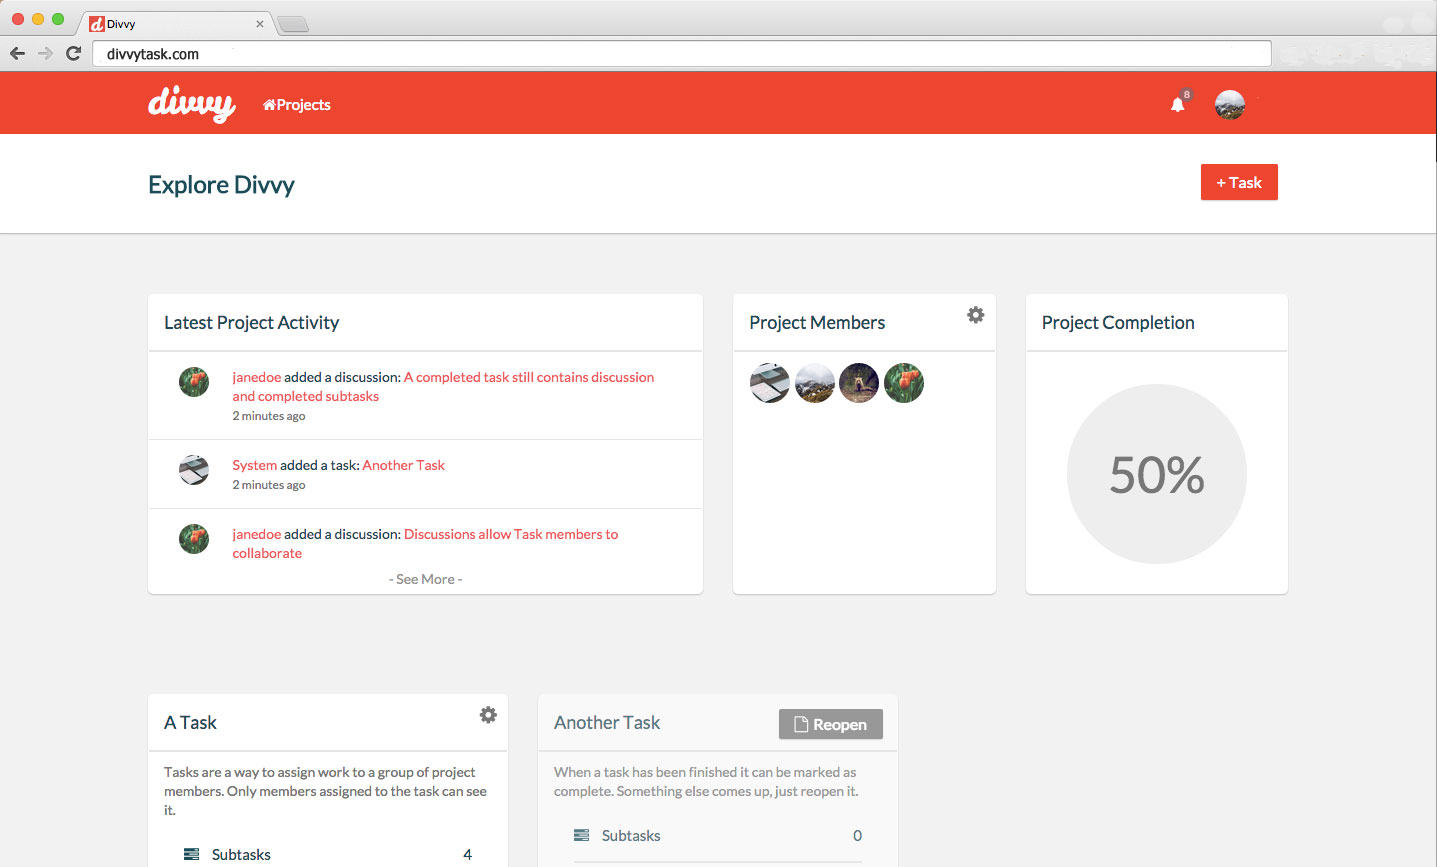 Divvy
divvytask.com
divvy
Projects
8
Explore Divvy
+ Task
Latest Project Activity
janedoe added a discussion: A completed task still contains discussion
and completed subtasks
2 minutes ago
System added a task: Another Task
2 minutes ago
janedoe added a discussion: Discussions allow Task members to
collaborate
- See More -
Project Members
Project Completion
50%
A Task
Tasks are a way to assign work to a group of project
members. Only members assigned to the task can see
it.
Subtasks 4
Another Task
Reopen
When a task has been finished it can be marked as
complete. Something else comes up, just reopen it.
Subtasks 0